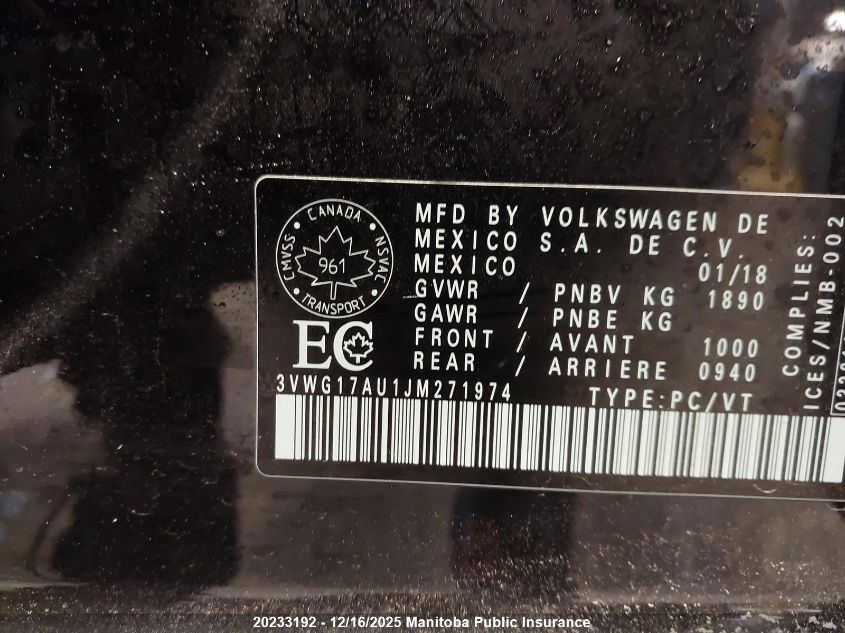 CANADA
CMVSS
NSVAC
961
TRANSPORT
EC
MFD BY VOLKSWAGEN DE
MEXICO S.A. DE C.V.
MEXICO 01/18
GVWR / PNBV KG 1890
GAWR / PNBE KG
FRONT / AVANT 1000
REAR / ARRIERE 0940
3VWG17AU1JM271974 TYPE:PC/VT
COMPLIES:
ICES/NMB-002
20233192 - 12/16/2025 Manitoba Public Insurance